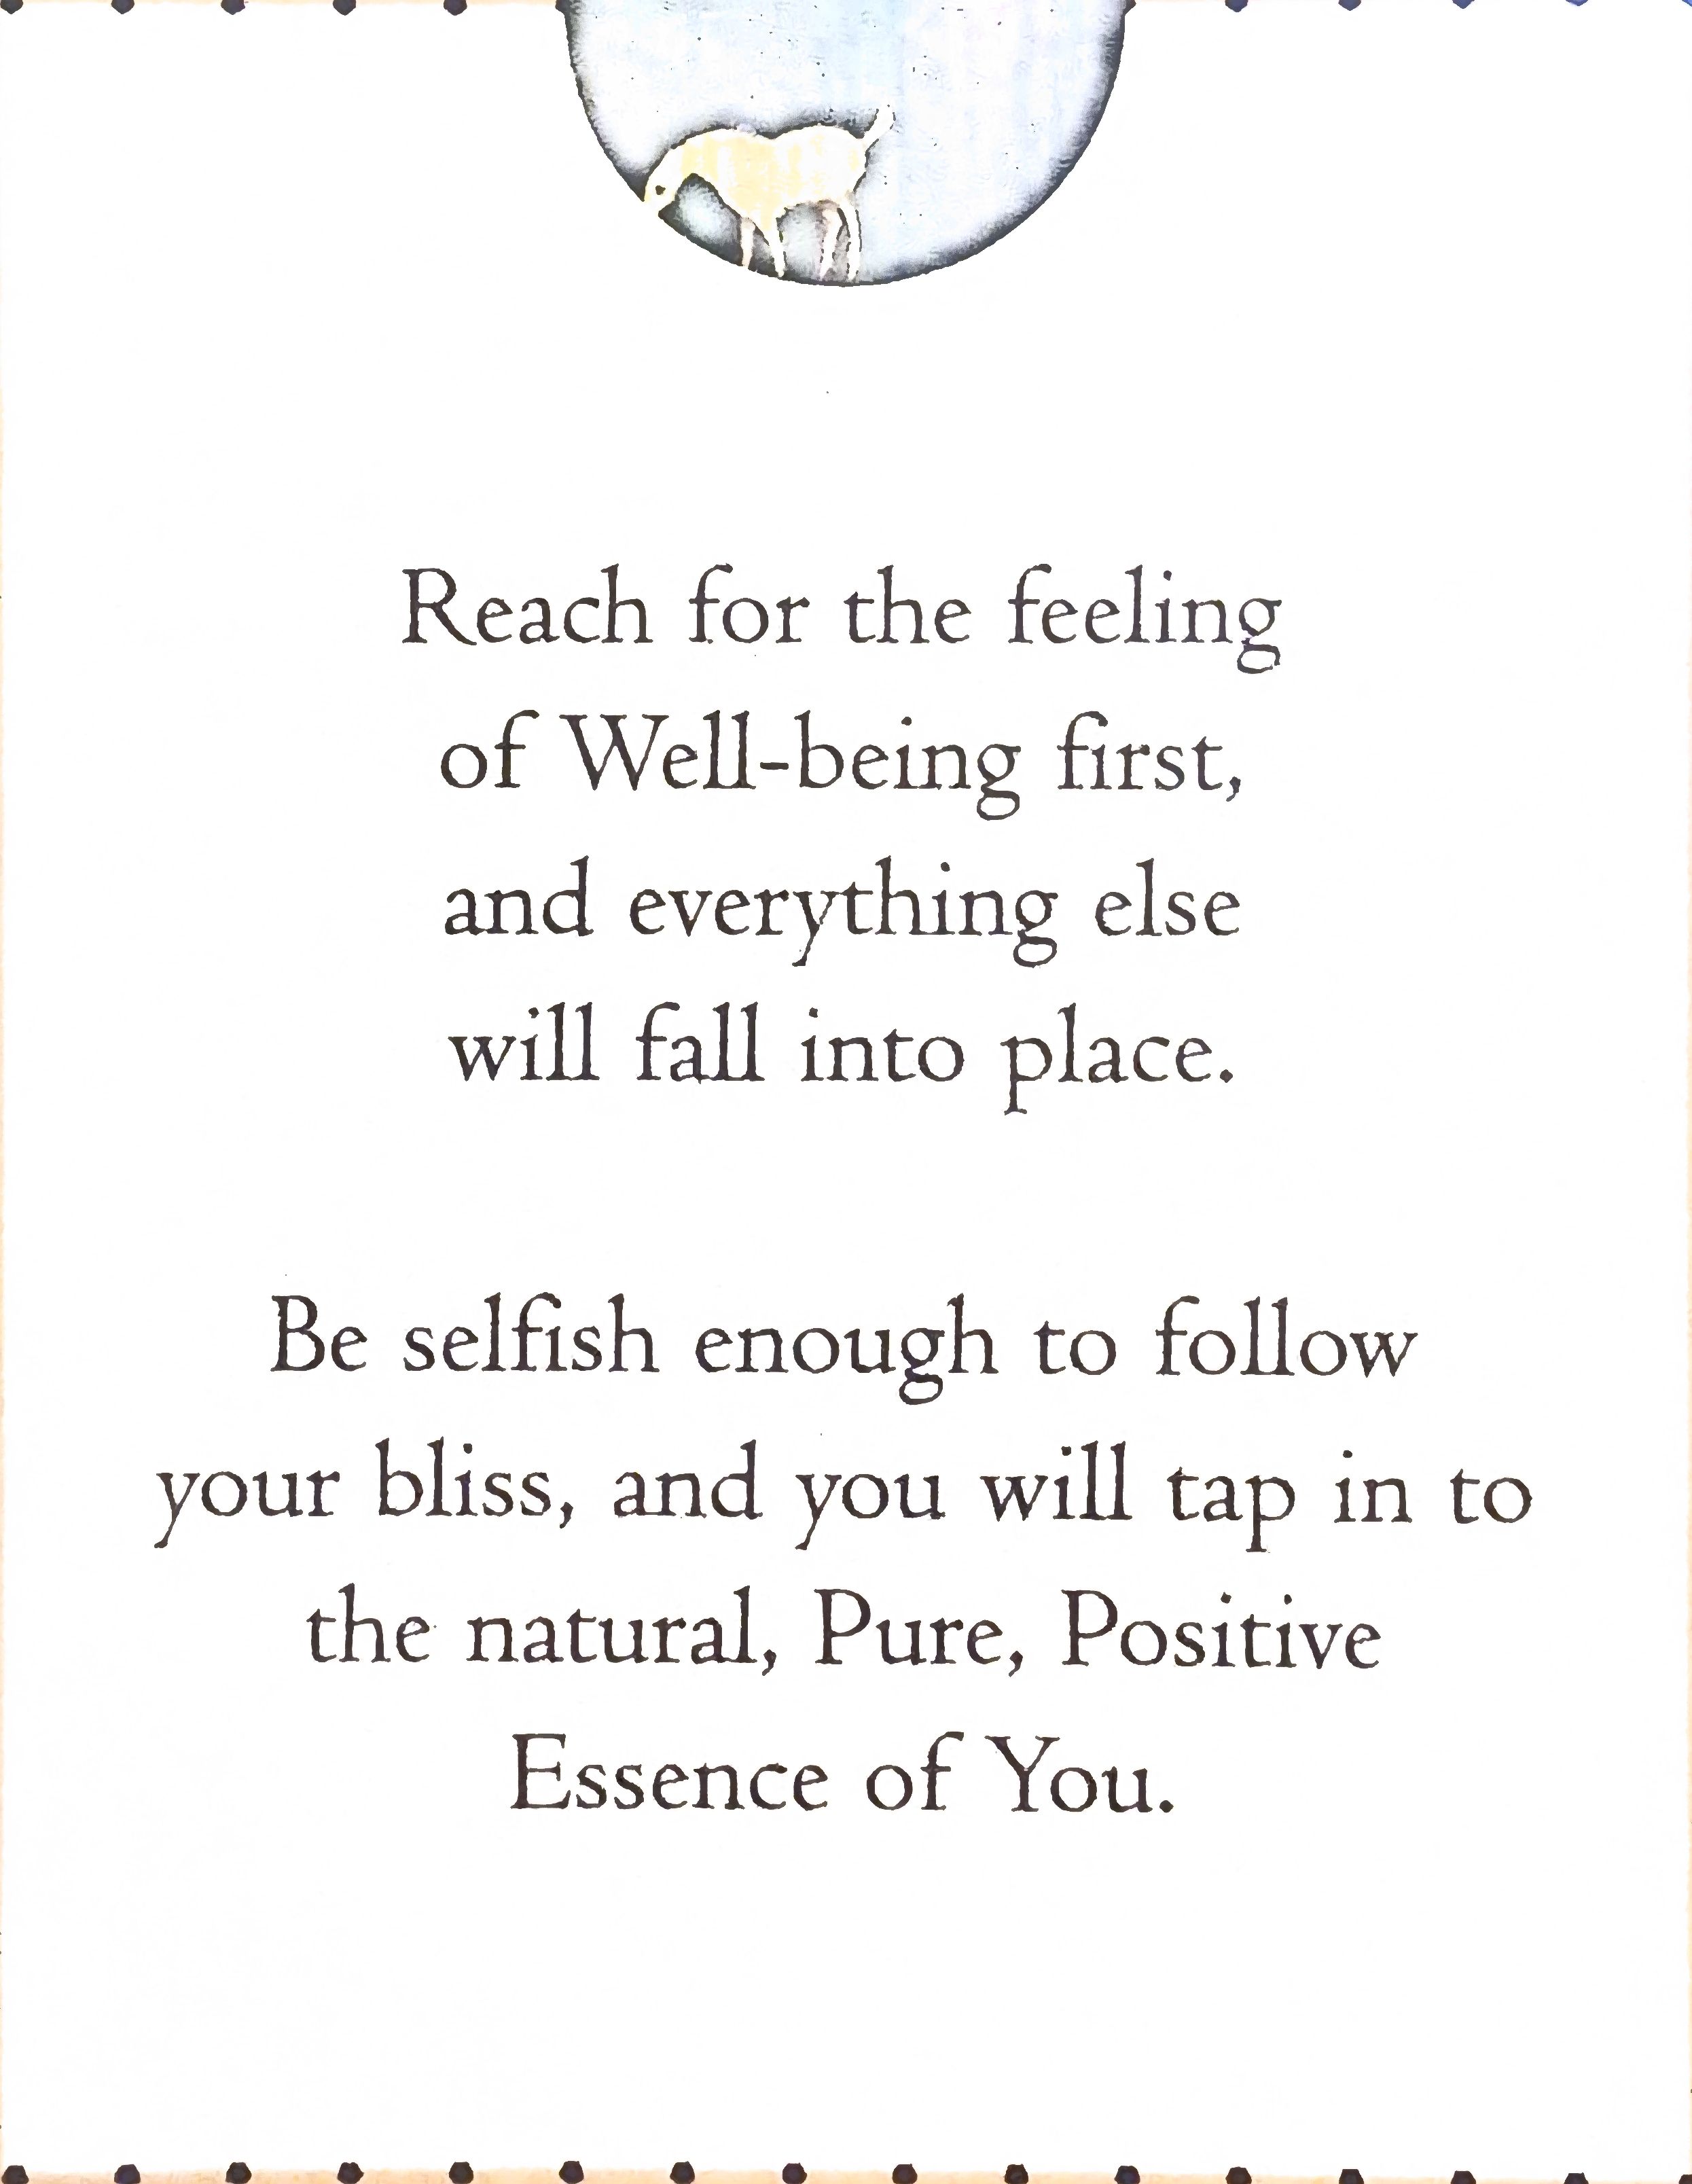 Reach for the feeling
of Well-being first,
and everything else
will fall into place.
Be selfish enough to follow
your bliss, and you will tap in to
the natural, Pure, Positive
Essence of You.